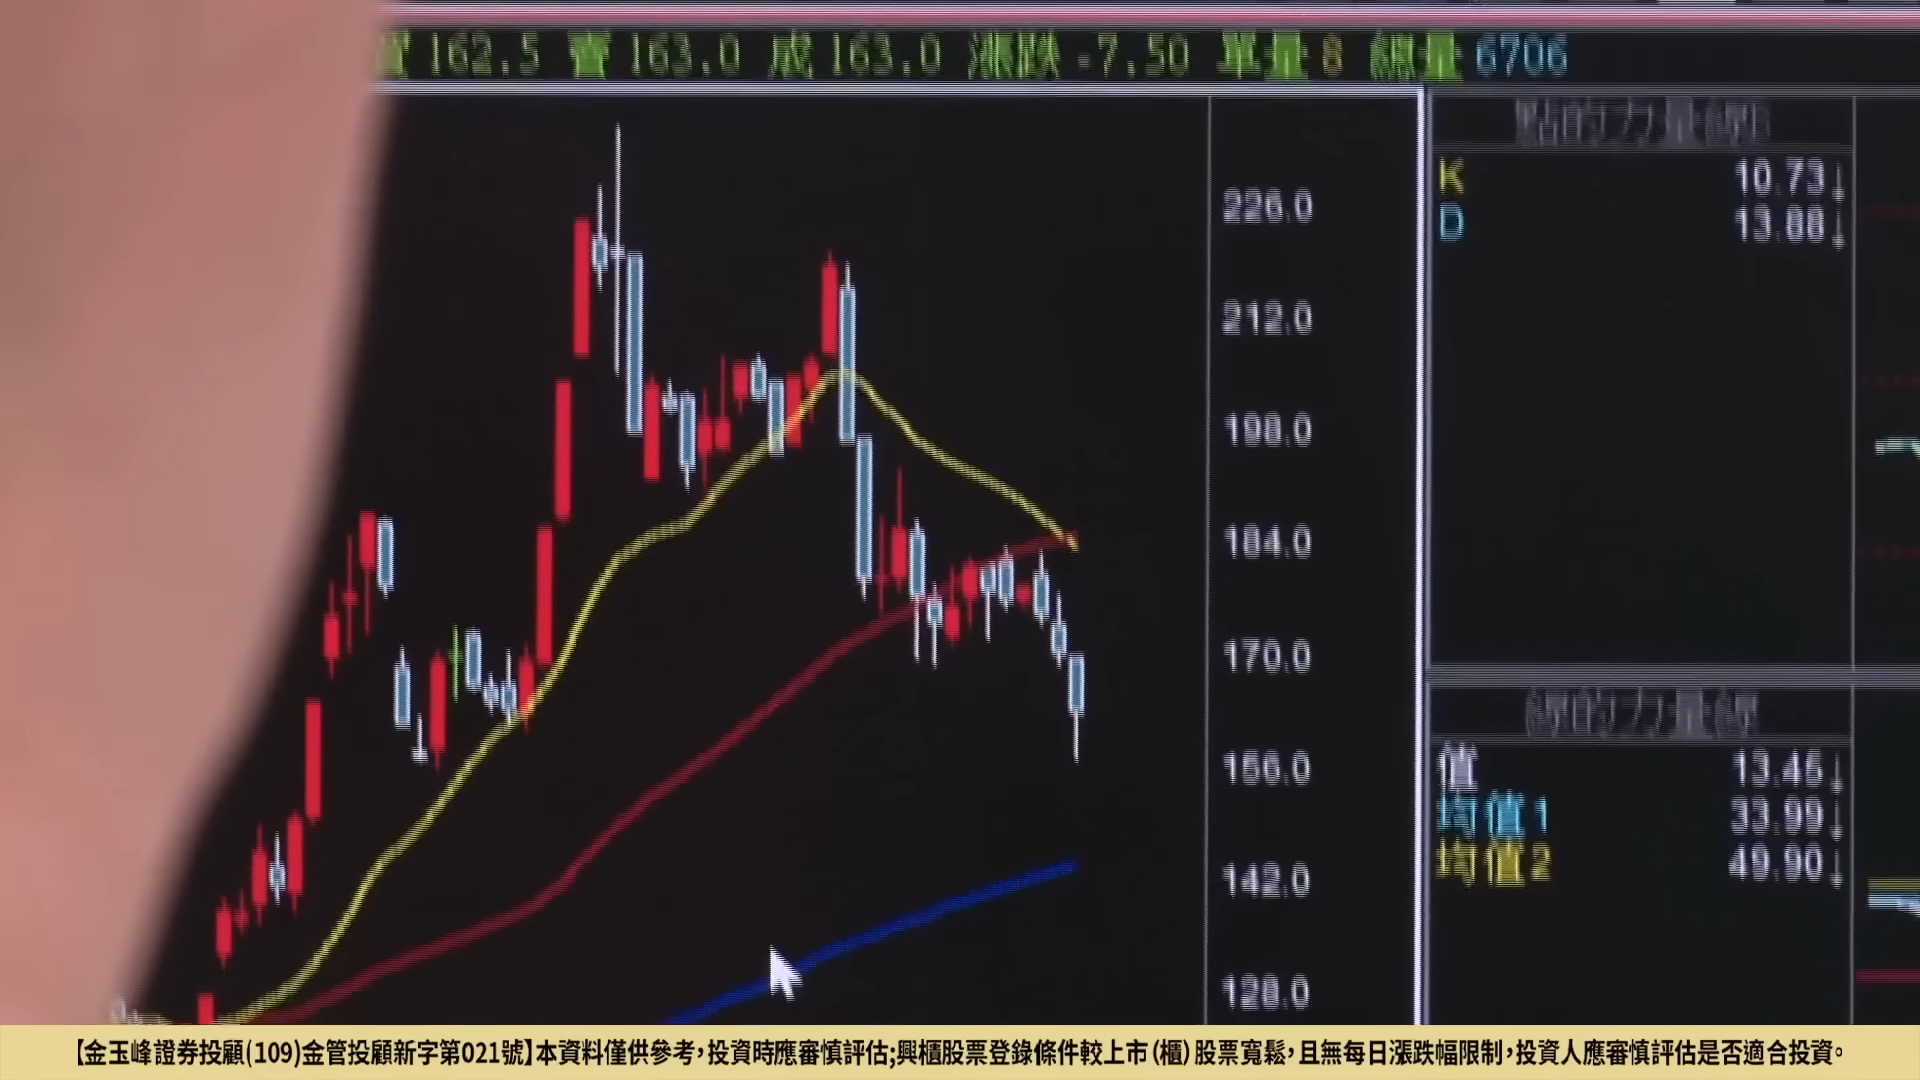 買 162.5 賣 163.0 成 163.0 漲跌 -7.50 單量 8 總量 6706
226.0
212.0
198.0
184.0
170.0
156.0
142.0
128.0
K 10.73↓
D 13.88↓
值 13.45↓
均值1 33.99↓
均值2 49.90↓
【金玉峰證券投顧(109)金管投顧新字第021號】本資料僅供參考，投資時應審慎評估；興櫃股票登錄條件較上市（櫃）股票寬鬆，且無每日漲跌幅限制，投資人應審慎評估是否適合投資。